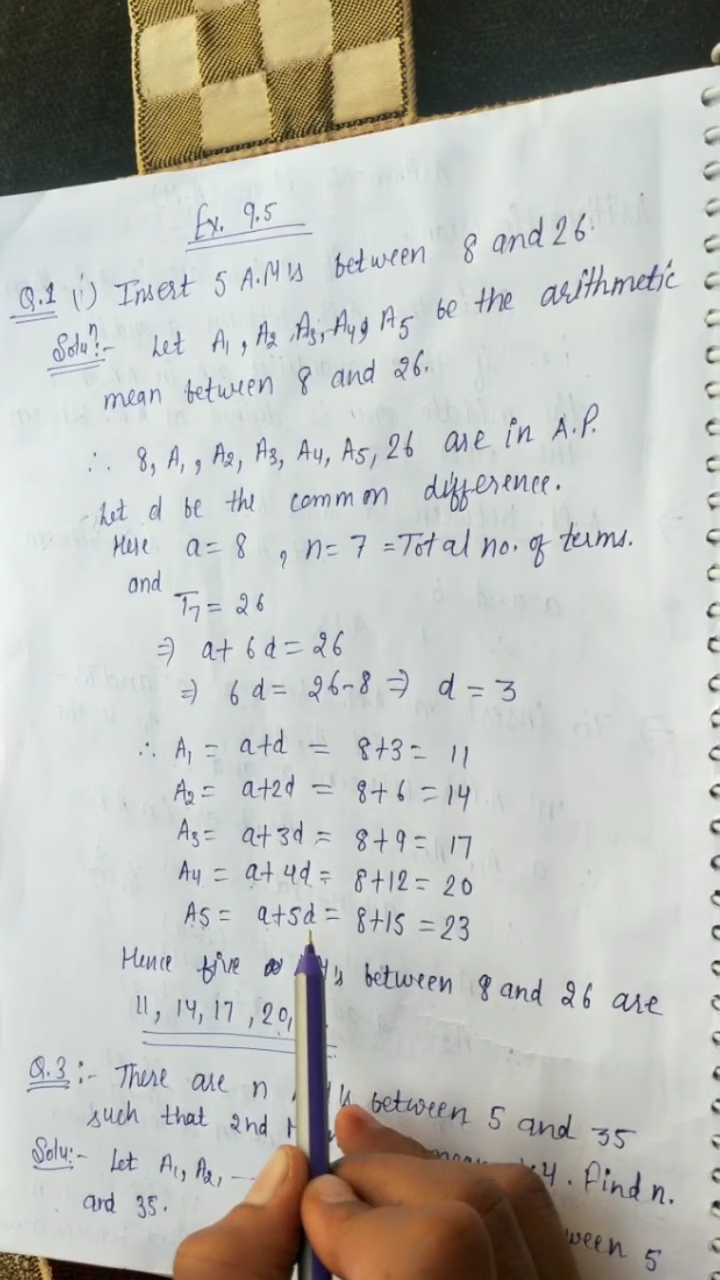 Ex. 9.5
Q.1 (i) Insert 5 A.M's between 8 and 26.
Solun:- Let A1, A2, A3, A4, A5 be the arithmetic
mean between 8 and 26.
∴ 8, A1, A2, A3, A4, A5, 26 are in A.P.
Let d be the common difference.
Here a = 8, n = 7 = Total no. of terms.
and
T7 = 26
⇒ a + 6d = 26
⇒ 6d = 26-8 ⇒ d = 3
∴ A1 = a+d = 8+3 = 11
A2 = a+2d = 8+6 = 14
A3 = a+3d = 8+9 = 17
A4 = a+4d = 8+12 = 20
A5 = a+5d = 8+15 = 23
Hence five between 8 and 26 are
11, 14, 17, 20,
Q.3 :- There are n between 5 and 35
such that 2nd 4. Find n.
Solu:- Let A1, A2, --
and 35.
5